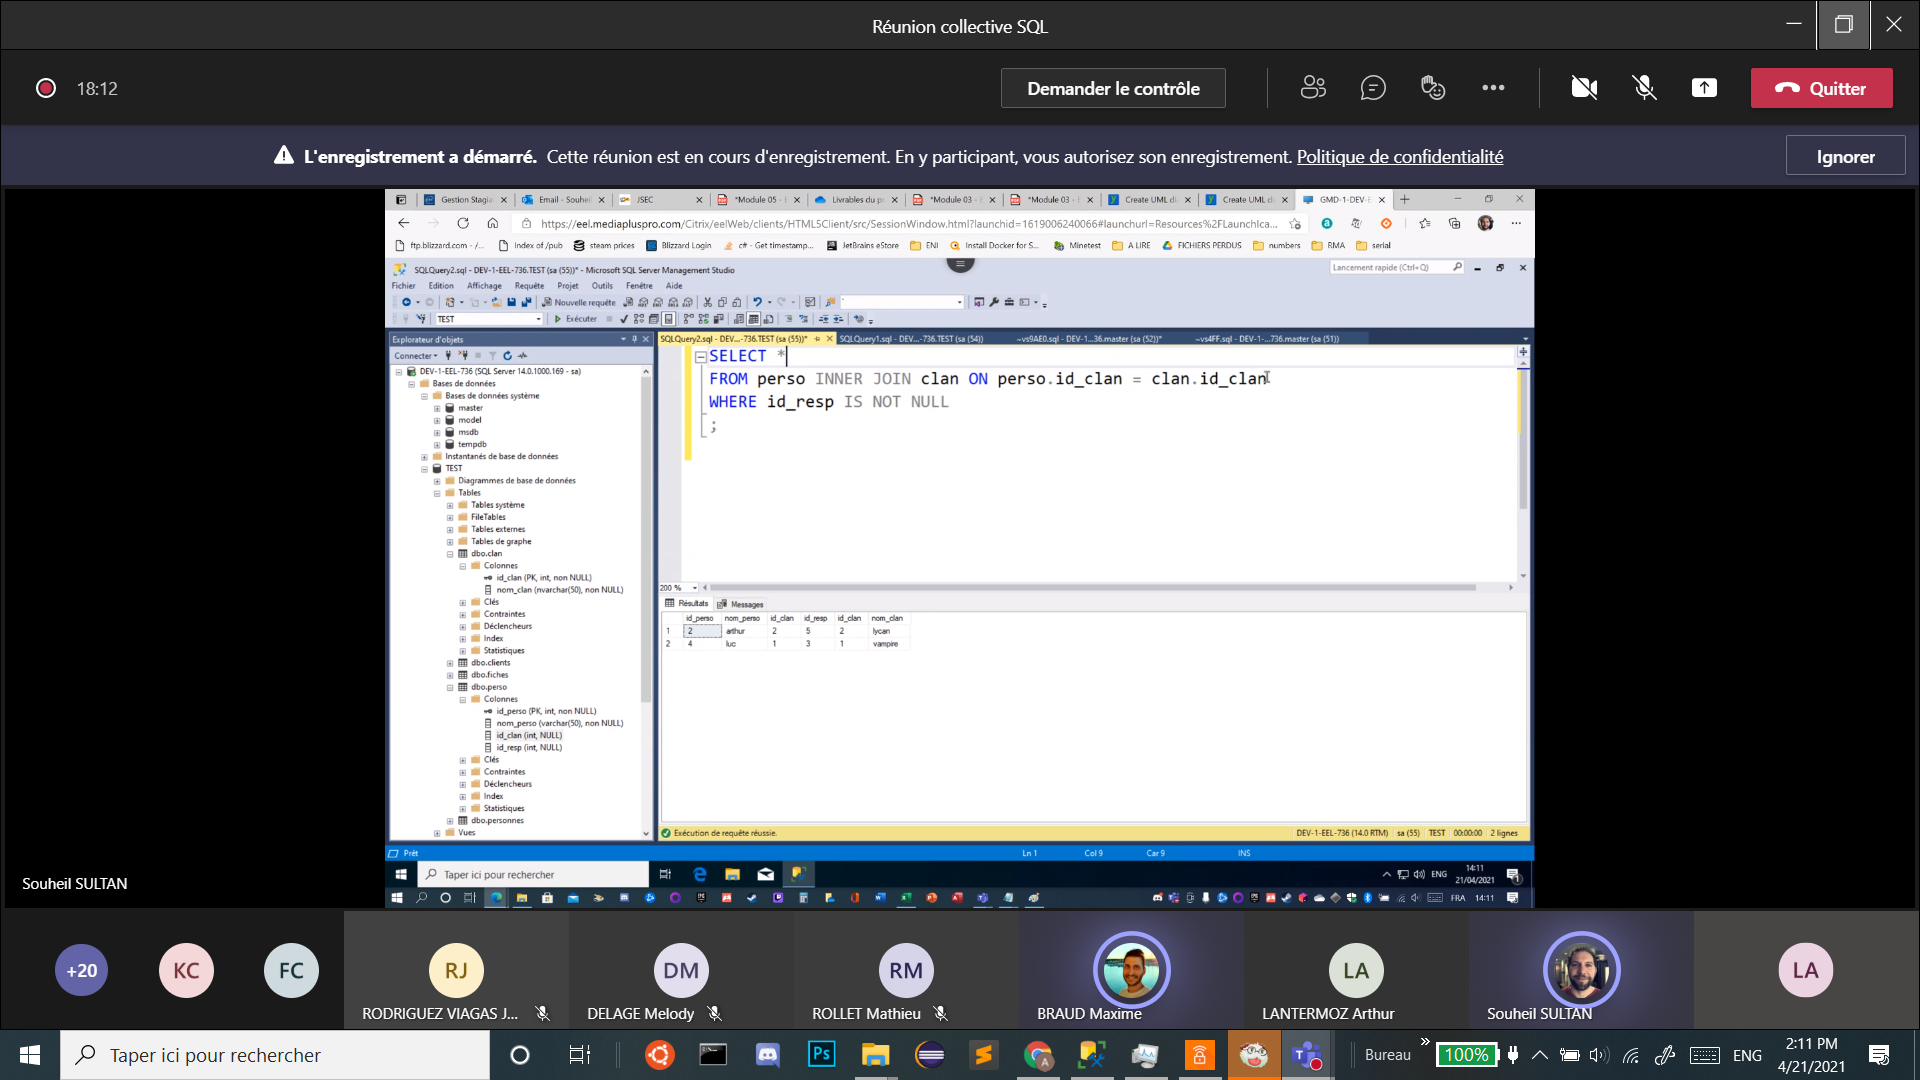 Réunion collective SQL
18:12
Demander le contrôle
Quitter
L'enregistrement a démarré. Cette réunion est en cours d'enregistrement. En y participant, vous autorisez son enregistrement. Politique de confidentialité
Ignorer
Gestion Stagia
Email - Souhei
JSEC
*Module 05 -
Livrables du p
*Module 03 -
*Module 03 -
Create UML di
Create UML di
GMD-1-DEV-E
https://eel.mediapluspro.com/Citrix/eelWeb/clients/HTML5Client/src/SessionWindow.html?launchid=1619006240066#launchurl=Resources%2FLaunchIca...
ftp.blizzard.com - /...
Index of /pub
steam prices
Blizzard Login
c# - Get timestamp...
JetBrains eStore
ENI
Install Docker for S...
Minetest
A LIRE
FICHIERS PERDUS
numbers
RMA
serial
SQLQuery2.sql - DEV-1-EEL-736.TEST (sa (55))* - Microsoft SQL Server Management Studio
Lancement rapide (Ctrl+Q)
Fichier Edition Affichage Requête Projet Outils Fenêtre Aide
Nouvelle requête
TEST
Exécuter
Explorateur d'objets
Connecter
DEV-1-EEL-736 (SQL Server 14.0.1000.169 - sa)
Bases de données
Bases de données système
master
model
msdb
tempdb
Instantanés de base de données
TEST
Diagrammes de base de données
Tables
Tables système
FileTables
Tables externes
Tables de graphe
dbo.clan
Colonnes
id_clan (PK, int, non NULL)
nom_clan (nvarchar(50), non NULL)
Clés
Contraintes
Déclencheurs
Index
Statistiques
dbo.clients
dbo.fiches
dbo.perso
Colonnes
id_perso (PK, int, non NULL)
nom_perso (varchar(50), non NULL)
id_clan (int, NULL)
id_resp (int, NULL)
Clés
Contraintes
Déclencheurs
Index
Statistiques
dbo.personnes
Vues
SQLQuery2.sql - DEV...-736.TEST (sa (55))*
SQLQuery1.sql - DEV...-736.TEST (sa (54))
~vs9AE0.sql - DEV-1...36.master (sa (52))*
~vs4FF.sql - DEV-1-...736.master (sa (51))
SELECT *
FROM perso INNER JOIN clan ON perso.id_clan = clan.id_clan
WHERE id_resp IS NOT NULL
;
200 %
Résultats Messages
id_perso nom_perso id_clan id_resp id_clan nom_clan
1 2 arthur 2 5 2 lycan
2 4 luc 1 3 1 vampire
Exécution de requête réussie.
DEV-1-EEL-736 (14.0 RTM) sa (55) TEST 00:00:00 2 lignes
Prêt
Ln 1 Col 9 Car 9 INS
Taper ici pour rechercher
ENG
14:11
21/04/2021
FRA 14:11
Souheil SULTAN
+20
KC
FC
RJ
RODRIGUEZ VIAGAS J...
DM
DELAGE Melody
RM
ROLLET Mathieu
BRAUD Maxime
LA
LANTERMOZ Arthur
Souheil SULTAN
LA
Taper ici pour rechercher
Ps
Bureau
100%
ENG
2:11 PM
4/21/2021